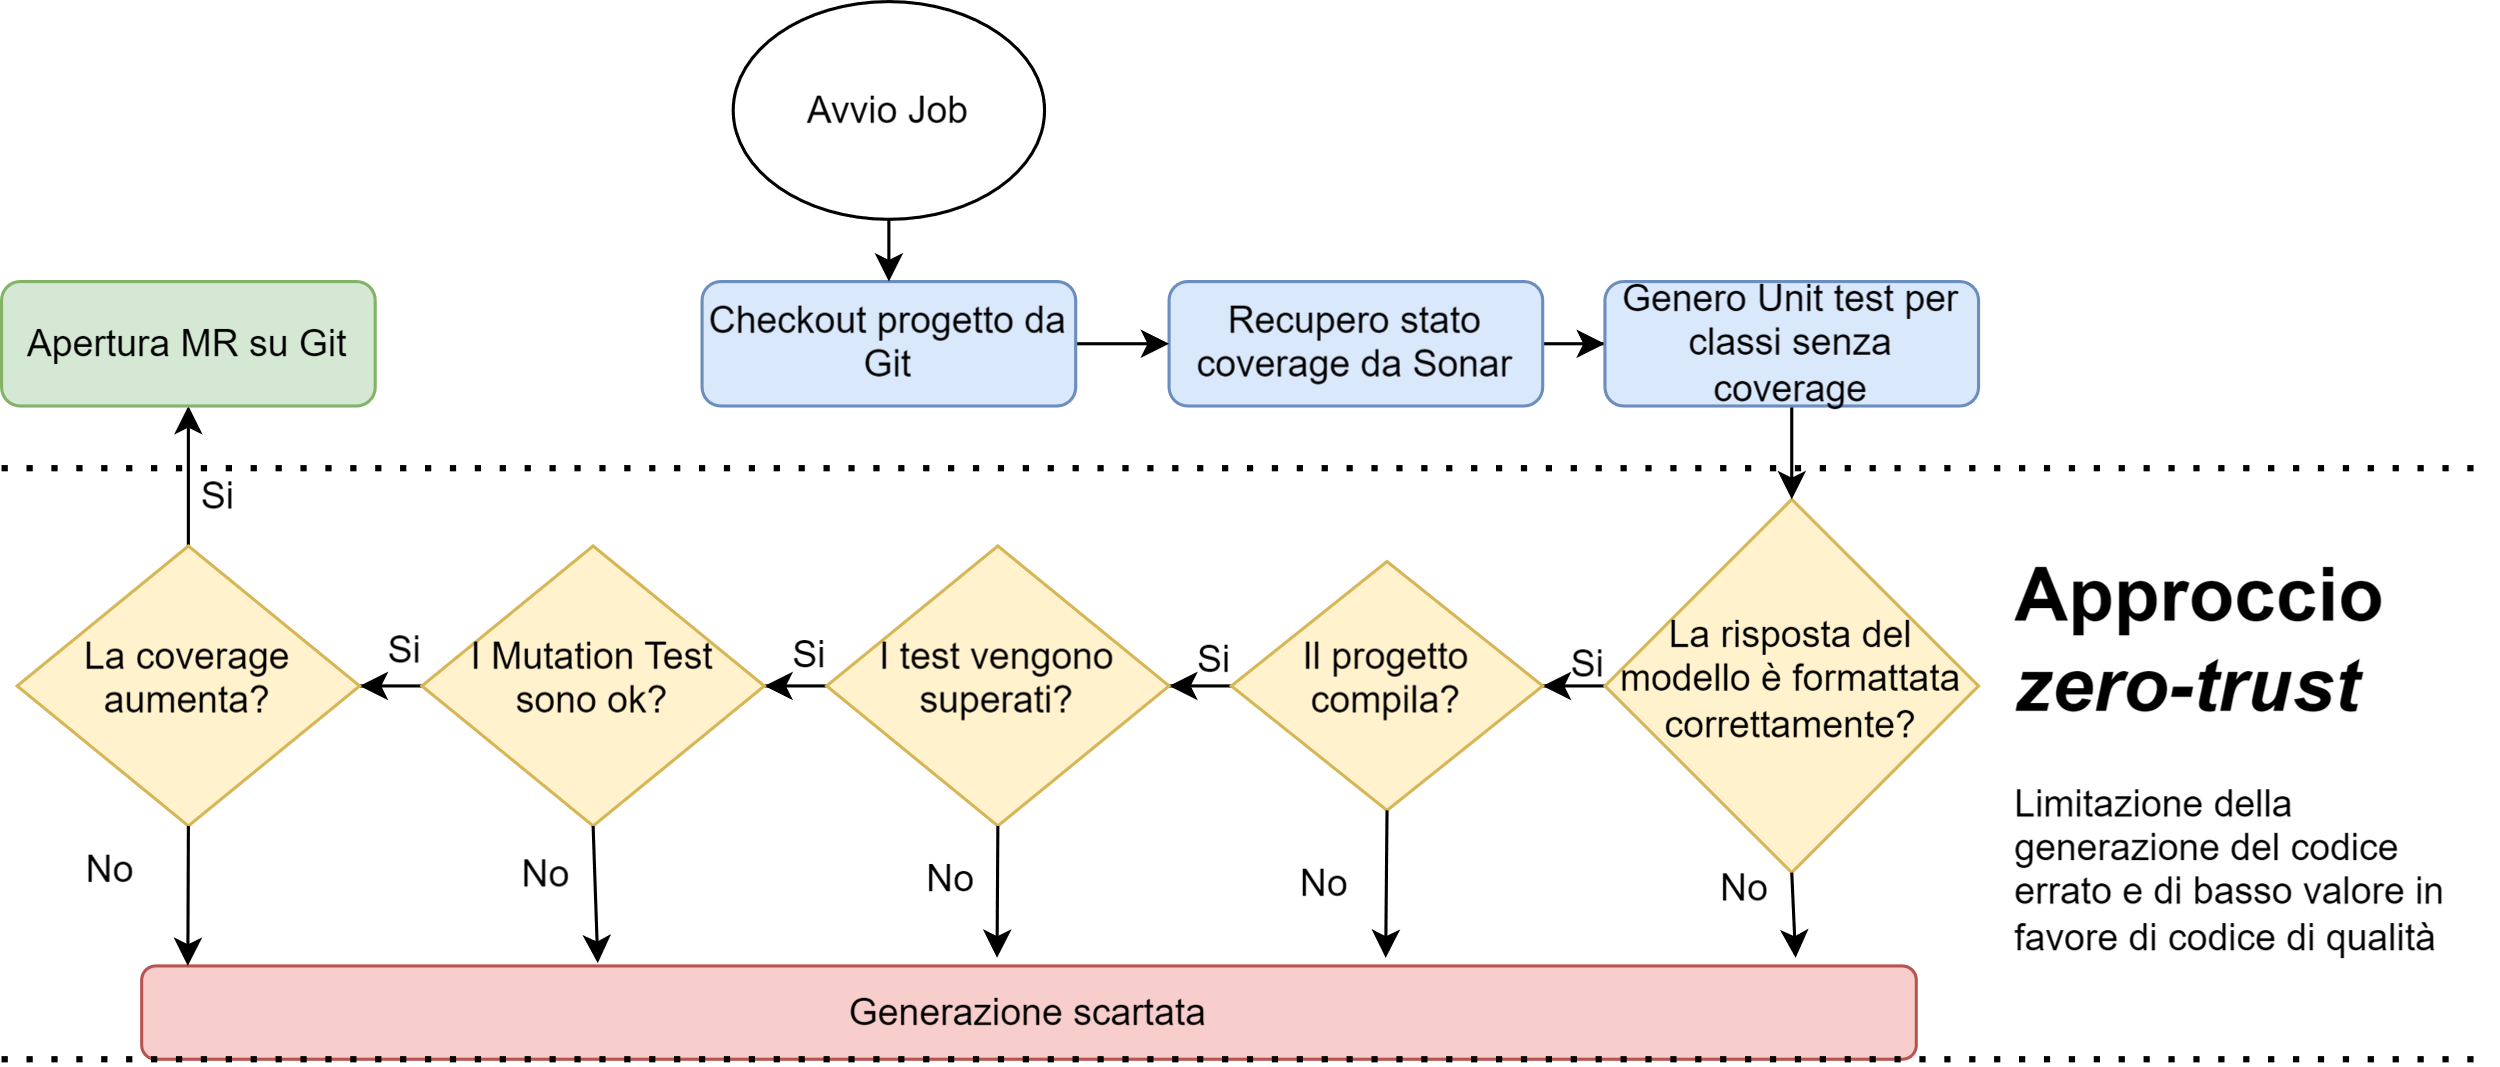 Avvio Job
Apertura MR su Git
Checkout progetto da
Git
Recupero stato
coverage da Sonar
Genero Unit test per
classi senza
coverage
Si
La coverage
aumenta?
Si
I Mutation Test
sono ok?
Si
I test vengono
superati?
Si
Il progetto
compila?
Si
La risposta del
modello è formattata
correttamente?
Approccio
zero-trust
Limitazione della
generazione del codice
errato e di basso valore in
favore di codice di qualità
No
No
No
No
No
Generazione scartata